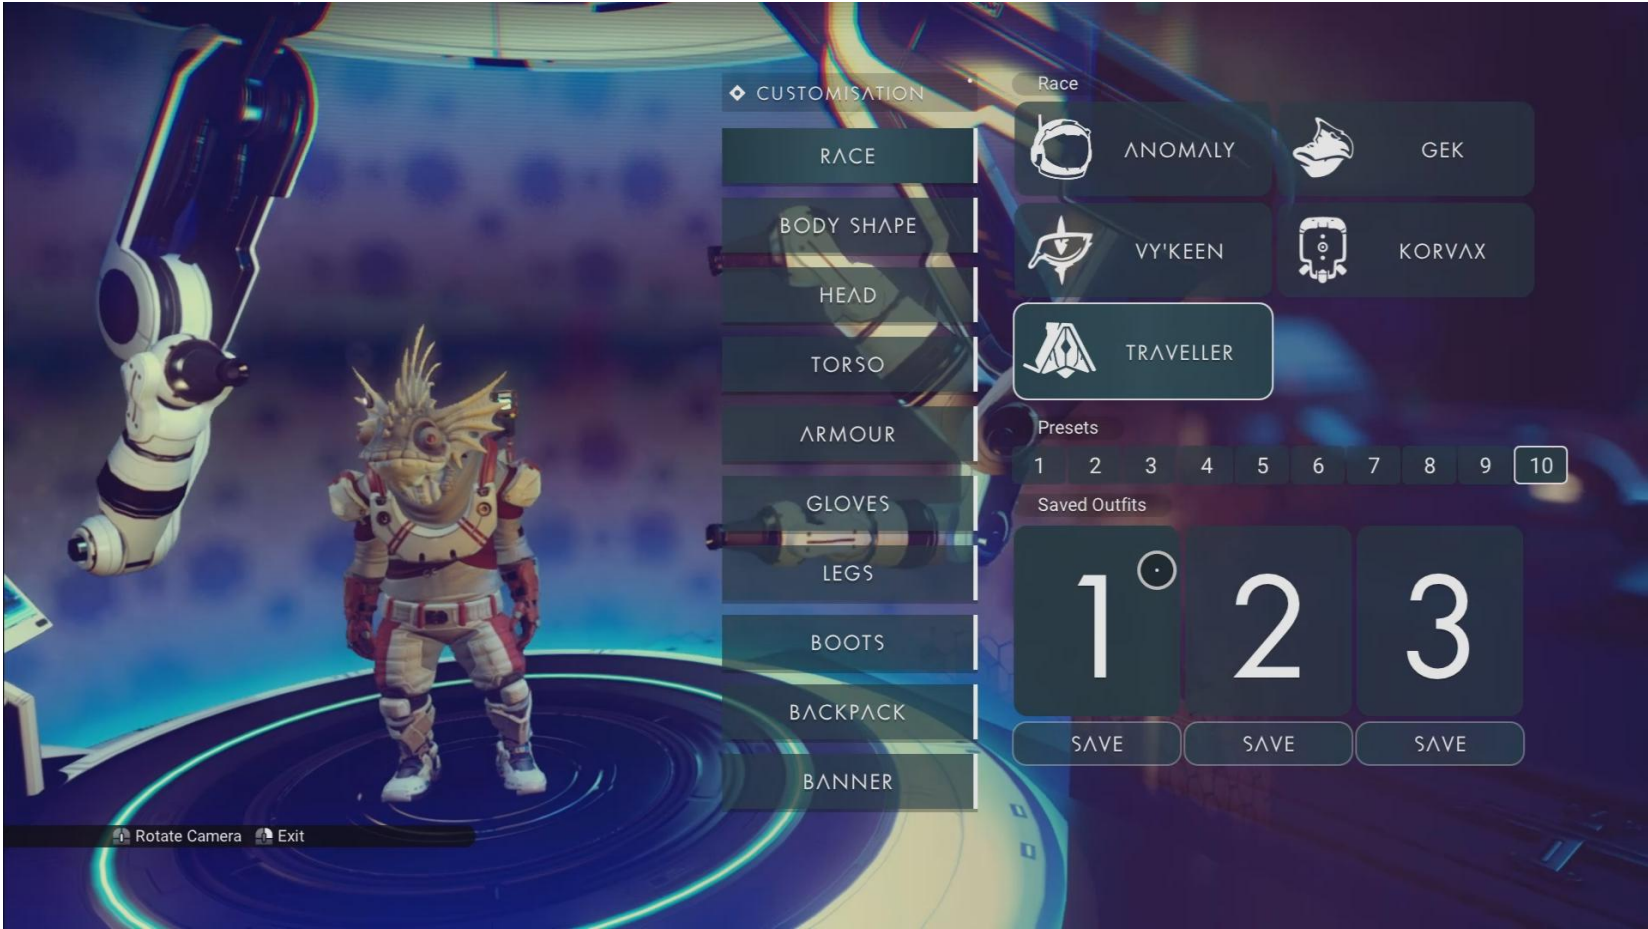 CUSTOMISATION
RACE
BODY SHAPE
HEAD
TORSO
ARMOUR
GLOVES
LEGS
BOOTS
BACKPACK
BANNER
Race
ANOMALY
GEK
VY'KEEN
KORVAX
TRAVELLER
Presets
1 2 3 4 5 6 7 8 9 10
Saved Outfits
1 2 3
SAVE SAVE SAVE
Rotate Camera Exit